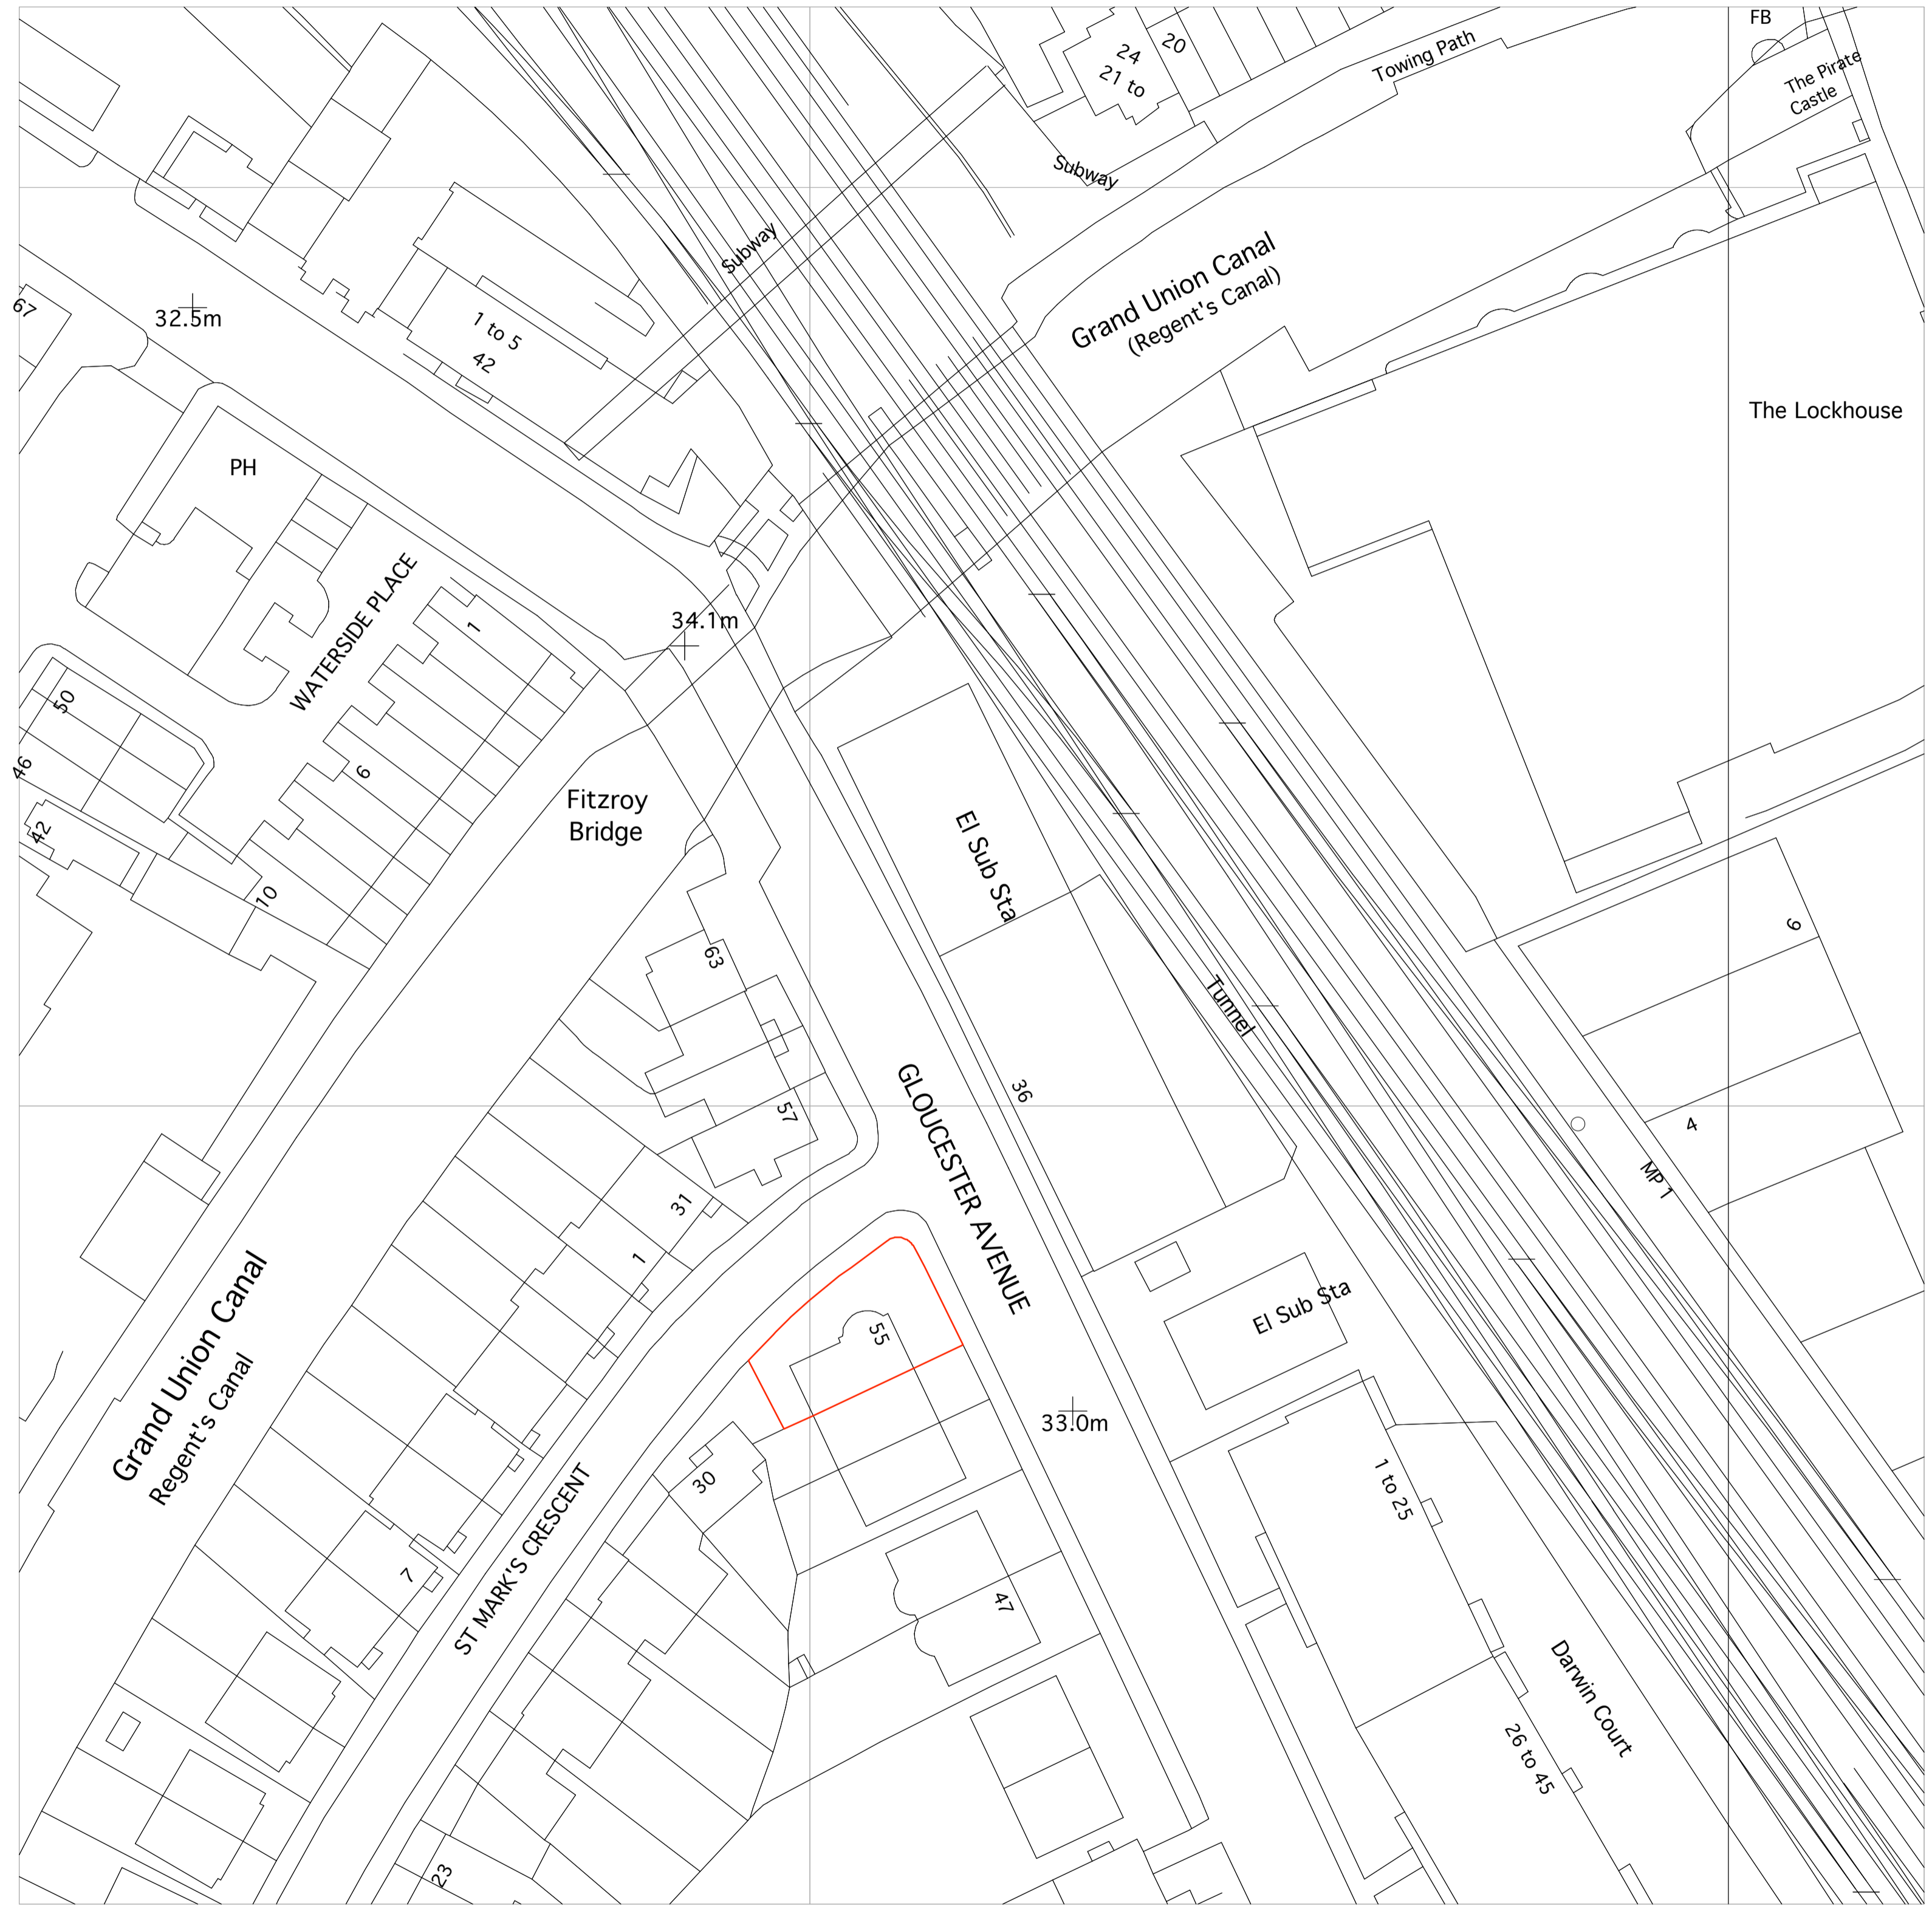 FB
24
21 to
20
Towing Path
The Pirate
Castle
Subway
Subway
67
32.5m
1 to 5
42
Grand Union Canal
(Regent's Canal)
The Lockhouse
PH
WATERSIDE PLACE
34.1m
1
50
46
6
42
10
Fitzroy
Bridge
El Sub Sta
63
6
Tunnel
36
57
GLOUCESTER AVENUE
4
MP 1
31
1
Grand Union Canal
Regent's Canal
55
El Sub Sta
33.0m
30
1 to 25
ST MARK'S CRESCENT
7
47
Darwin Court
26 to 45
23